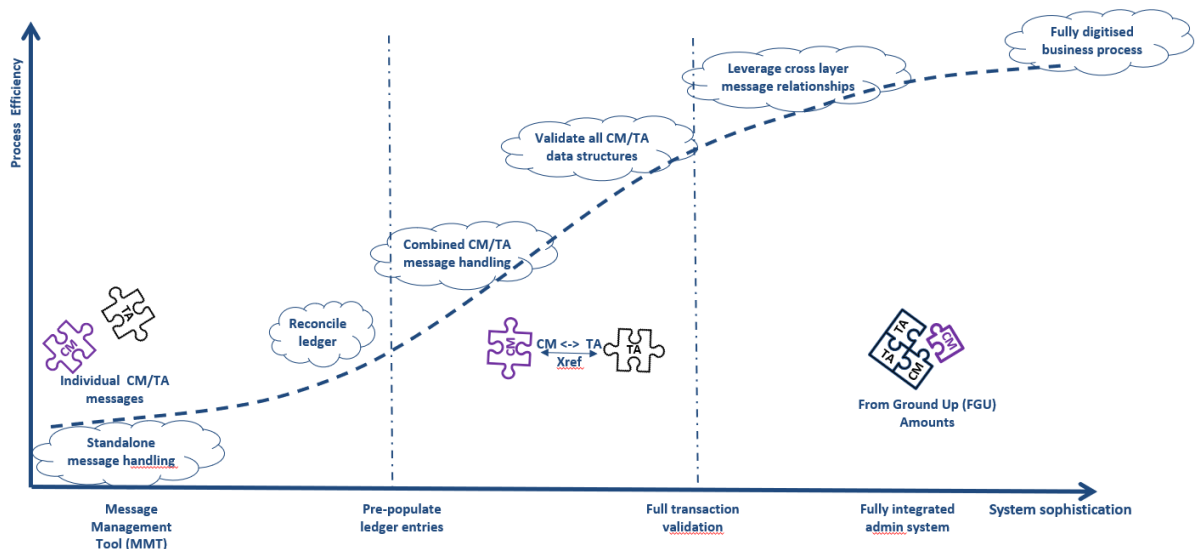 Process Efficiency
Fully digitised
business process
Leverage cross layer
message relationships
Validate all CM/TA
data structures
Combined CM/TA
message handling
Reconcile
ledger
TA
CM
Individual CM/TA
messages
Standalone
message handling
CM
CM <-> TA
Xref
TA
TA
TA
CM
CM
From Ground Up (FGU)
Amounts
Message
Management
Tool (MMT)
Pre-populate
ledger entries
Full transaction
validation
Fully integrated
admin system
System sophistication